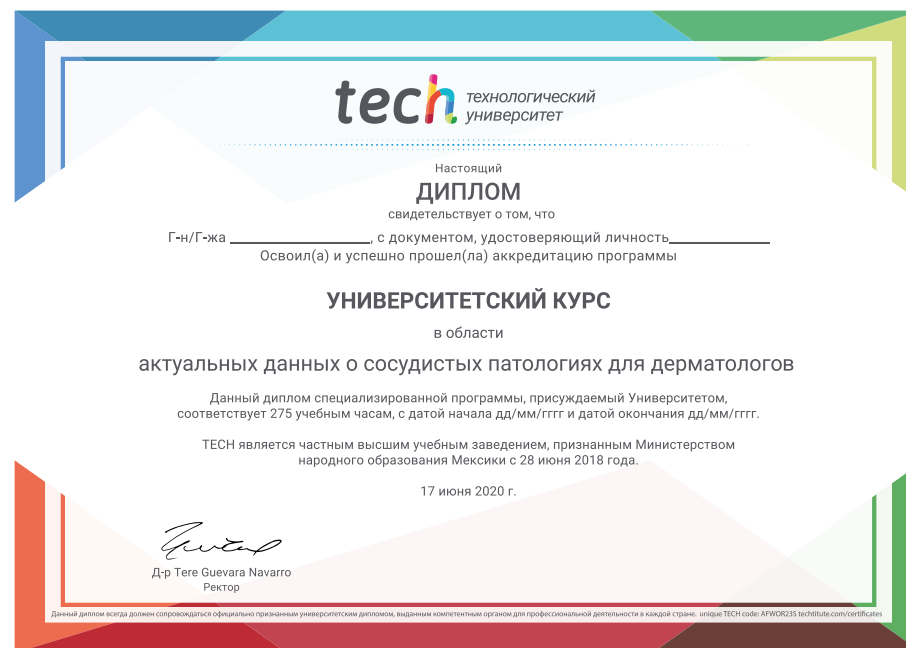 tech технологический
университет
Настоящий
ДИПЛОМ
свидетельствует о том, что
Г-н/Г-жа ____________________, с документом, удостоверяющий личность______________
Освоил(а) и успешно прошел(ла) аккредитацию программы
УНИВЕРСИТЕТСКИЙ КУРС
в области
актуальных данных о сосудистых патологиях для дерматологов
Данный диплом специализированной программы, присуждаемый Университетом,
соответствует 275 учебным часам, с датой начала дд/мм/гггг и датой окончания дд/мм/гггг.
TECH является частным высшим учебным заведением, признанным Министерством
народного образования Мексики с 28 июня 2018 года.
17 июня 2020 г.
Д-р Tere Guevara Navarro
Ректор
Данный диплом всегда должен сопровождаться официально признанным университетским дипломом, выданным компетентным органом для профессиональной деятельности в каждой стране. unique TECH code: AFWOR23S techtitute.com/certificates